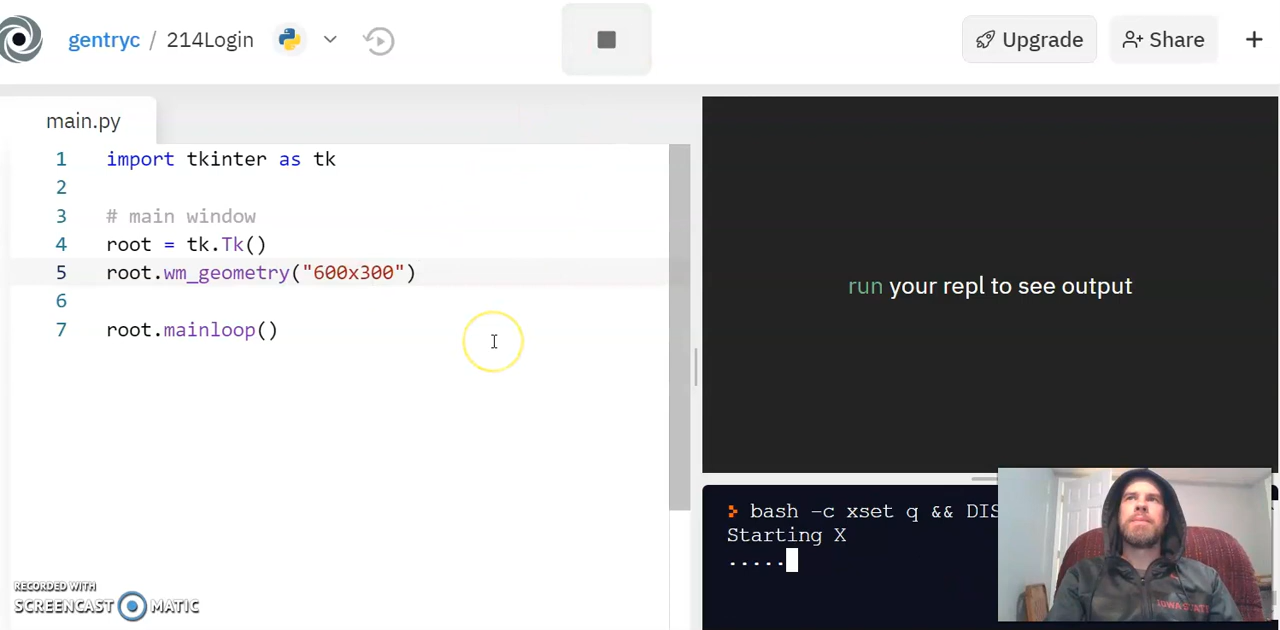 gentryc / 214Login
Upgrade
Share
main.py
1 import tkinter as tk
2
3 # main window
4 root = tk.Tk()
5 root.wm_geometry("600x300")
6
7 root.mainloop()
run your repl to see output
bash -c xset q && DIS
Starting X
.....
RECORDED WITH
SCREENCAST MATIC